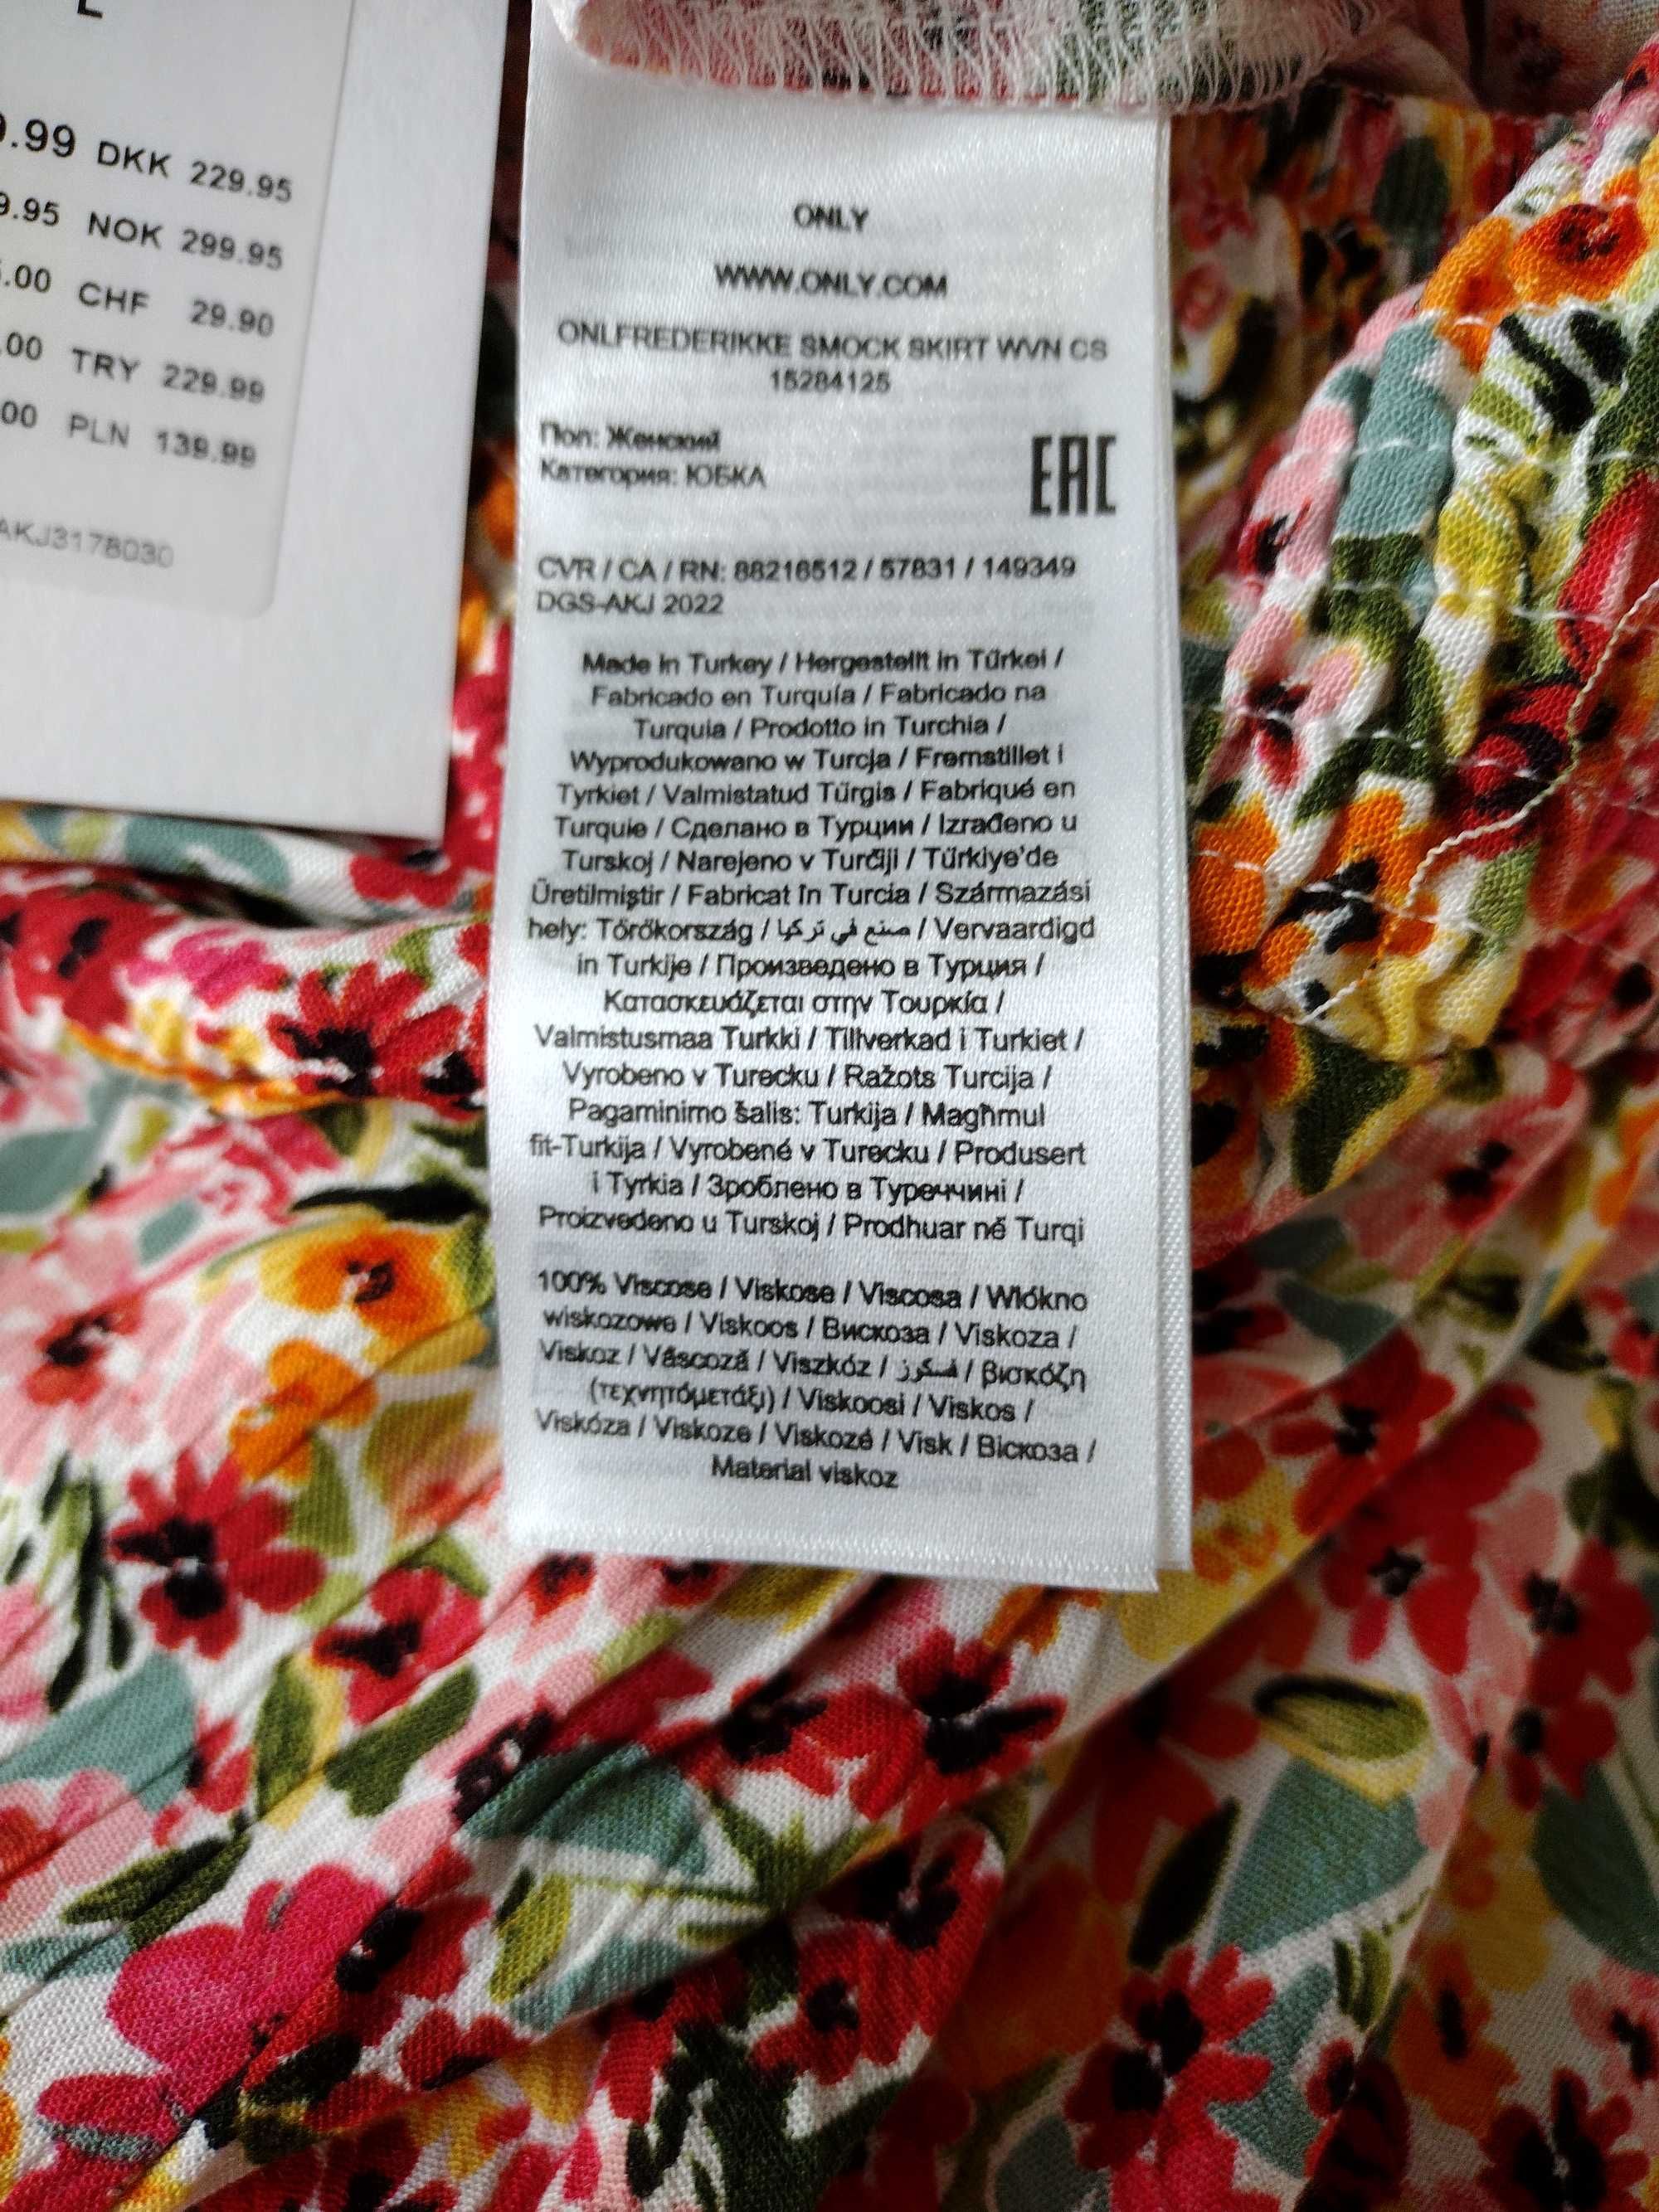 L
.99 DKK 229.95
9.95 NOK 299.95
.00 CHF 29.90
.00 TRY 229.99
00 PLN 139.99
AKJ3178030
ONLY
WWW.ONLY.COM
ONLFREDERIKKE SMOCK SKIRT WVN CS
15284125
Пол: Женский
Категория: ЮБКА
EAC
CVR / CA / RN: 88216512 / 57831 / 149349
DGS-AKJ 2022
Made in Turkey / Hergestellt in Türkei /
Fabricado en Turquía / Fabricado na
Turquia / Prodotto in Turchia /
Wyprodukowano w Turcja / Fremstillet i
Tyrkiet / Valmistatud Türgis / Fabriqué en
Turquie / Сделано в Турции / Izrađeno u
Turskoj / Narejeno v Turčiji / Türkiye'de
Üretilmiştir / Fabricat în Turcia / Származási
hely: Törökország / صنع في تركيا / Vervaardigd
in Turkije / Произведено в Турция /
Κατασκευάζεται στην Τουρκία /
Valmistusmaa Turkki / Tillverkad i Turkiet /
Vyrobeno v Turecku / Ražots Turcija /
Pagaminimo šalis: Turkija / Magħmul
fit-Turkija / Vyrobené v Turecku / Produsert
i Tyrkia / Зроблено в Туреччині /
Proizvedeno u Turskoj / Prodhuar në Turqi
100% Viscose / Viskose / Viscosa / Włókno
wiskozowe / Viskoos / Вискоза / Viskoza /
Viskoz / Vâscoză / Viszkóz / فسكوز / βισκόζη
(τεχνητόμετάξι) / Viskoosi / Viskos /
Viskóza / Viskoze / Viskozė / Visk / Віскоза /
Material viskoz